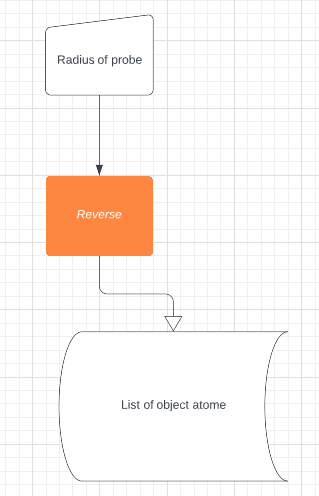 Radius of probe
Reverse
List of object atome